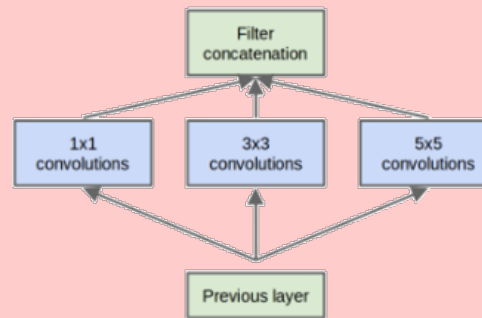 Filter
concatenation
1x1
convolutions
3x3
convolutions
5x5
convolutions
Previous layer